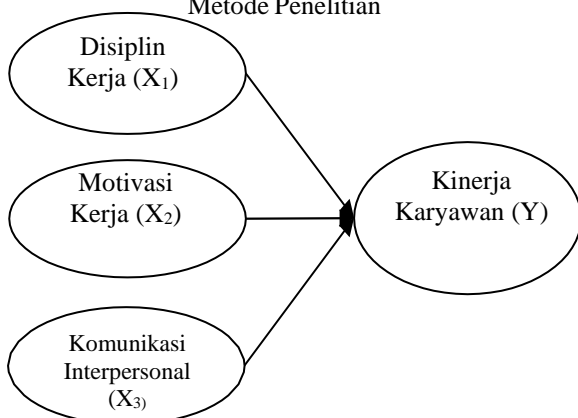 Metode Penelitian
Disiplin
Kerja (X₁)
Motivasi
Kerja (X₂)
Kinerja
Karyawan (Y)
Komunikasi
Interpersonal
(X₃)